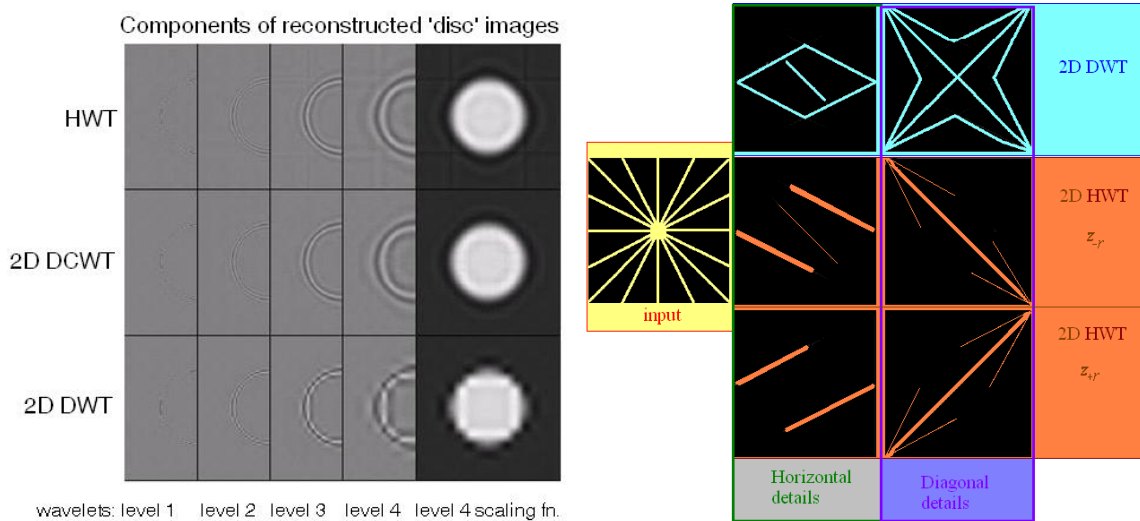 Components of reconstructed 'disc' images
HWT
2D DCWT
2D DWT
wavelets: level 1 level 2 level 3 level 4 level 4 scaling fn.
input
2D DWT
2D HWT
z-r
2D HWT
z+r
Horizontal
details
Diagonal
details